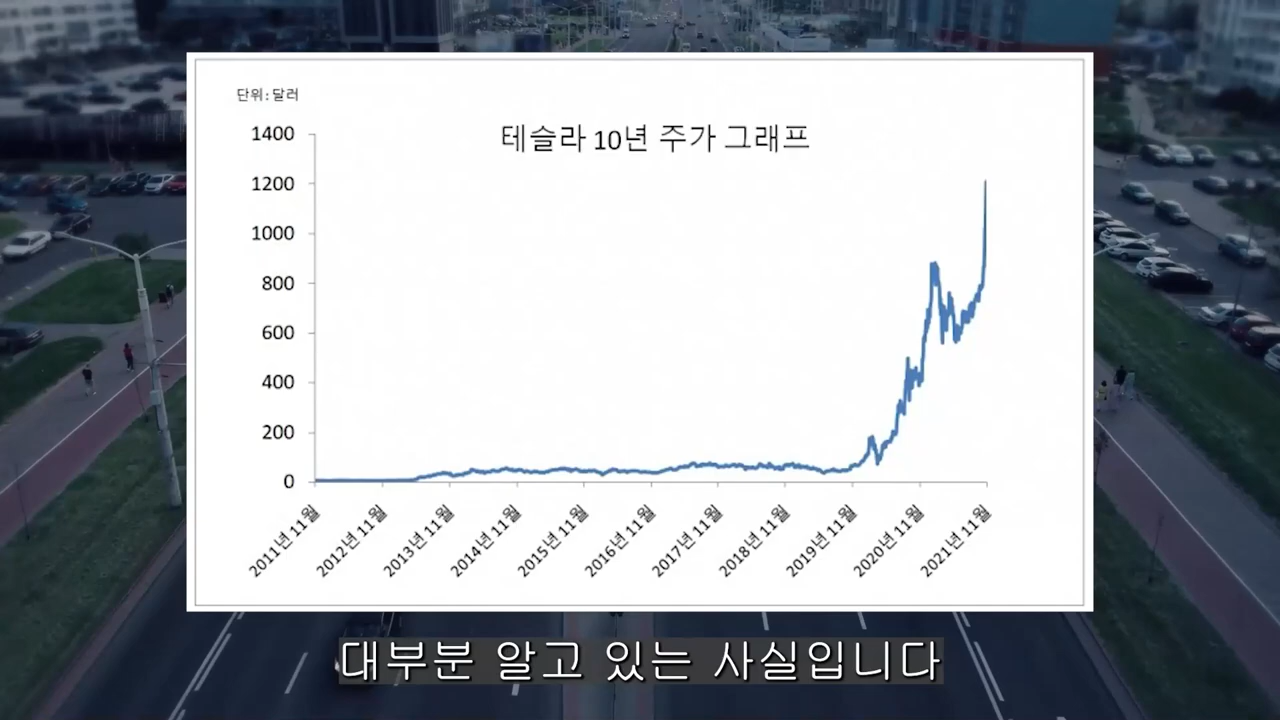 단위: 달러
테슬라 10년 주가 그래프
1400
1200
1000
800
600
400
200
0
2011년 11월
2012년 11월
2013년 11월
2014년 11월
2015년 11월
2016년 11월
2017년 11월
2018년 11월
2019년 11월
2020년 11월
2021년 11월
대부분 알고 있는 사실입니다